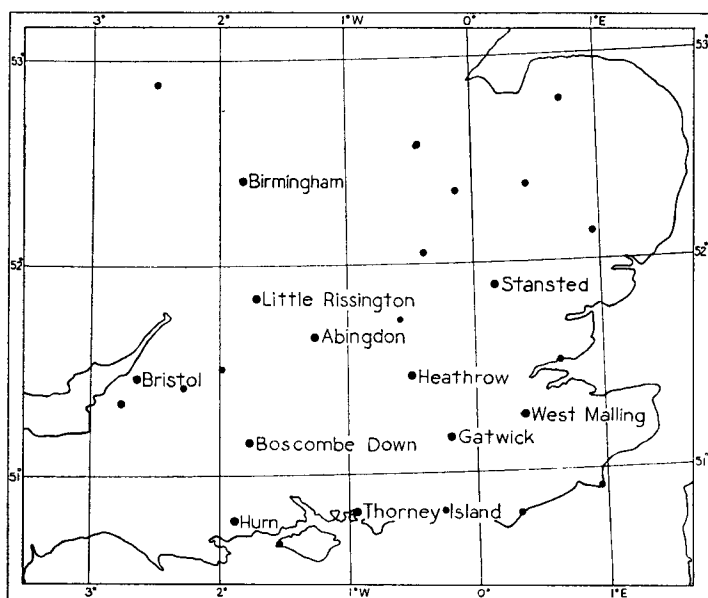 3° 2° 1°W 0° 1°E
53° 53°
Birmingham
52° 52°
Stansted
Little Rissington
Abingdon
Bristol Heathrow
West Malling
Boscombe Down Gatwick
51° 51°
Hurn Thorney Island
3° 2° 1°W 0° 1°E